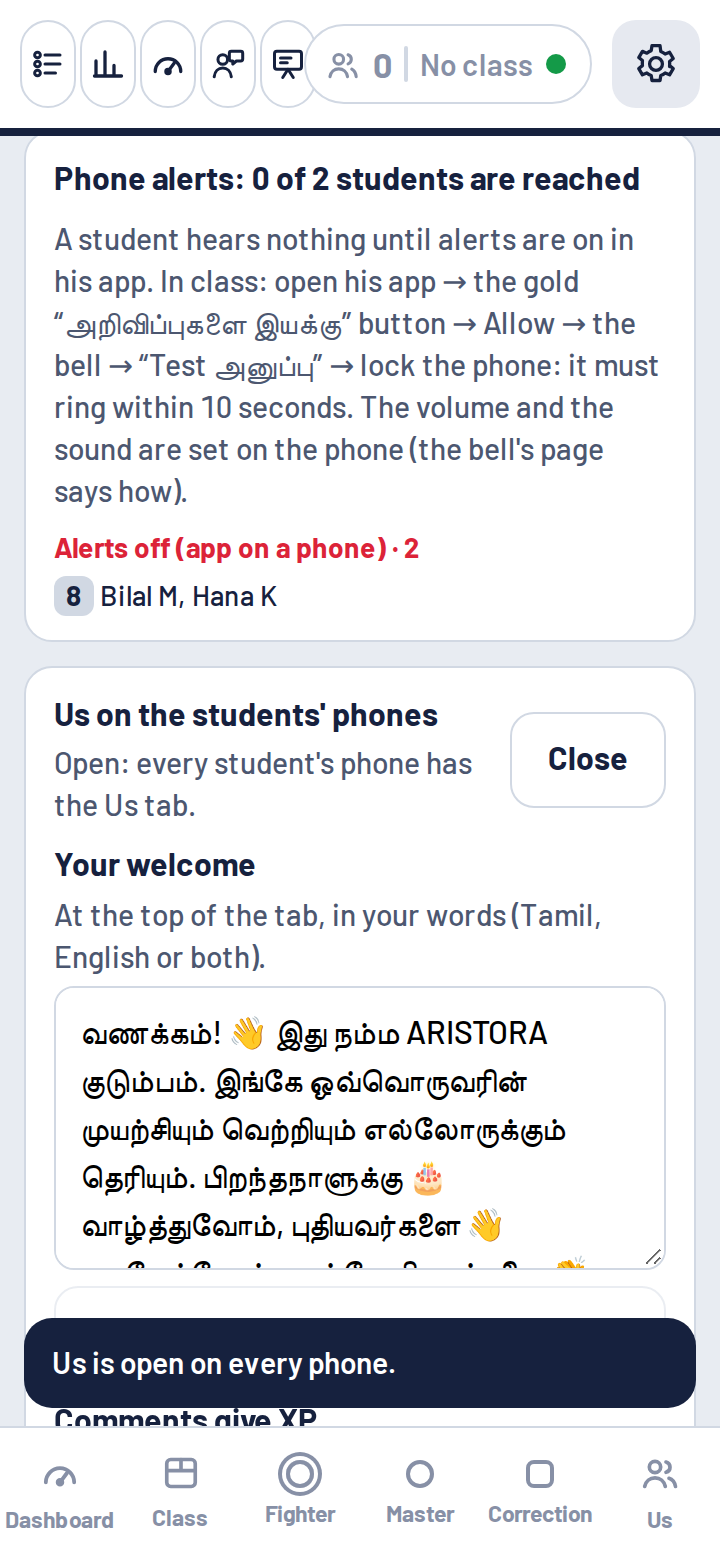 0 | No class
Phone alerts: 0 of 2 students are reached
A student hears nothing until alerts are on in
his app. In class: open his app → the gold
“அறிவிப்புகளை இயக்கு” button → Allow → the
bell → “Test அனுப்பு” → lock the phone: it must
ring within 10 seconds. The volume and the
sound are set on the phone (the bell's page
says how).
Alerts off (app on a phone) · 2
8 Bilal M, Hana K
Us on the students' phones
Open: every student's phone has
the Us tab.
Close
Your welcome
At the top of the tab, in your words (Tamil,
English or both).
வணக்கம்! 👋 இது நம்ம ARISTORA
குடும்பம். இங்கே ஒவ்வொருவரின்
முயற்சியும் வெற்றியும் எல்லோருக்கும்
தெரியும். பிறந்தநாளுக்கு 🎂
வாழ்த்துவோம், புதியவர்களை 👋
Us is open on every phone.
Comments give XP
Dashboard
Class
Fighter
Master
Correction
Us